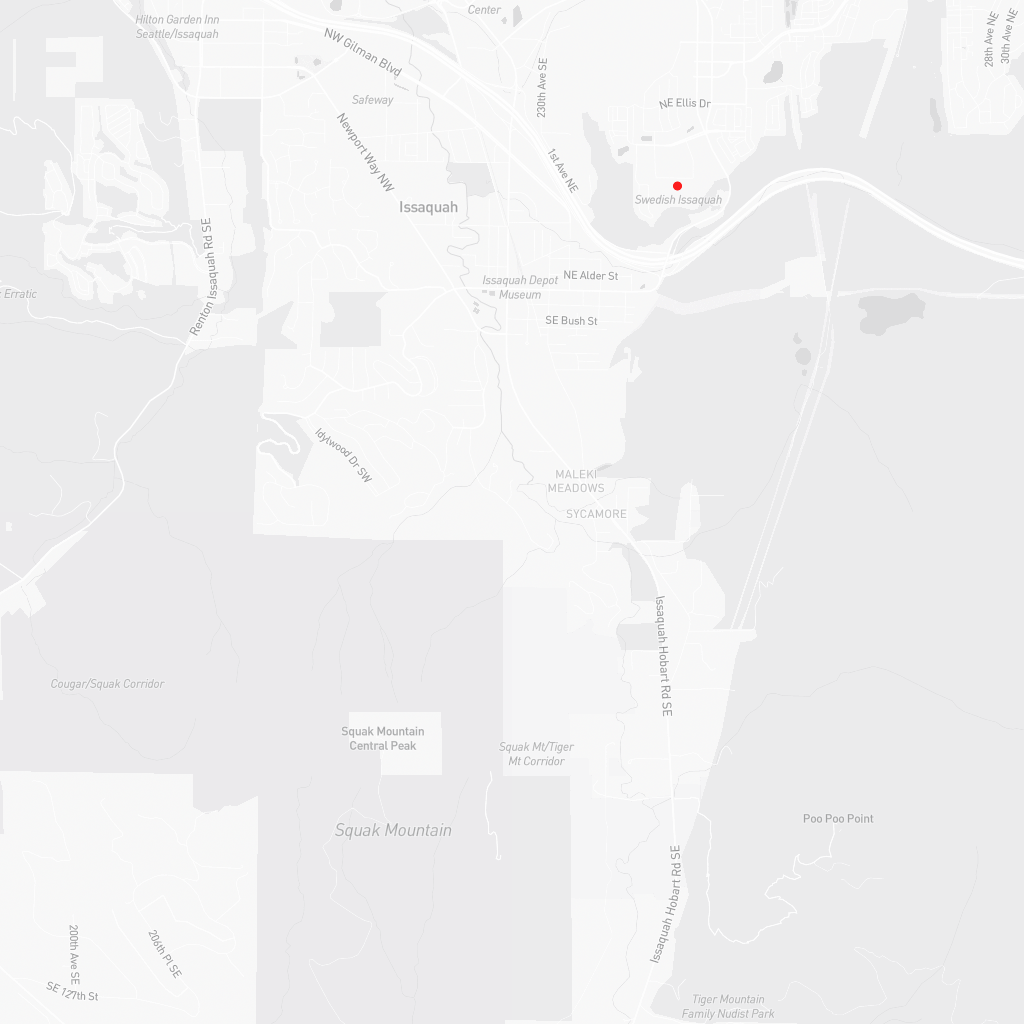 Center
Hilton Garden Inn
Seattle/Issaquah
NW Gilman Blvd
28th Ave NE
30th Ave NE
230th Ave SE
Safeway
NE Ellis Dr
Newport Way NW
1st Ave NE
Swedish Issaquah
Issaquah
Renton Issaquah Rd SE
Issaquah Depot
Museum
NE Alder St
Erratic
SE Bush St
Idylwood Dr SW
MALEKI
MEADOWS
SYCAMORE
Issaquah Hobart Rd SE
Cougar/Squak Corridor
Squak Mountain
Central Peak
Squak Mt/Tiger
Mt Corridor
Squak Mountain
Poo Poo Point
Issaquah Hobart Rd SE
200th Ave SE
206th Pl SE
SE 127th St
Tiger Mountain
Family Nudist Park